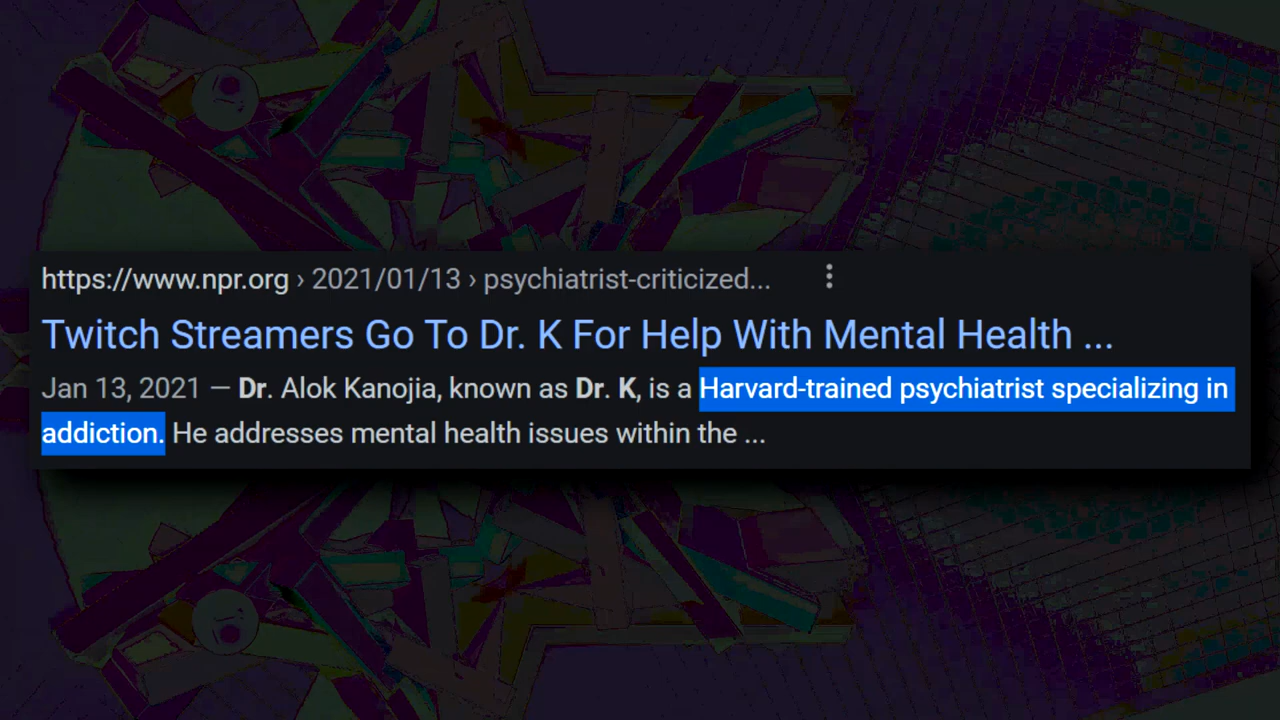 https://www.npr.org › 2021/01/13 › psychiatrist-criticized...
Twitch Streamers Go To Dr. K For Help With Mental Health ...
Jan 13, 2021 — Dr. Alok Kanojia, known as Dr. K, is a Harvard-trained psychiatrist specializing in
addiction. He addresses mental health issues within the ...